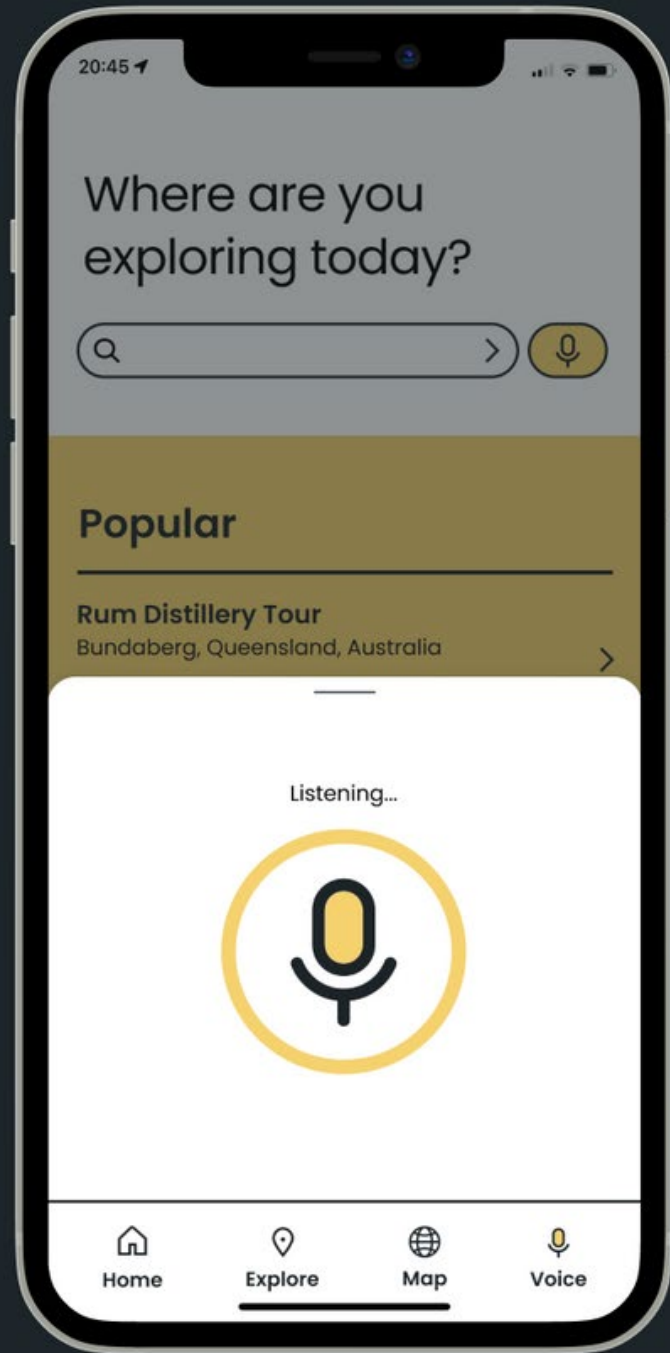 20:45
Where are you
exploring today?
Popular
Rum Distillery Tour
Bundaberg, Queensland, Australia
Listening...
Home Explore Map Voice